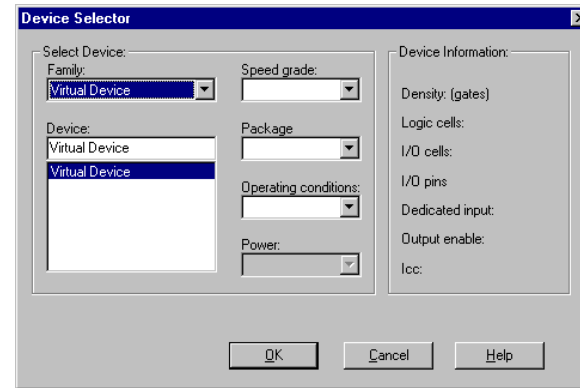 Device Selector
Select Device:
Family:
Virtual Device
Device:
Virtual Device
Virtual Device
Speed grade:
Package
Operating conditions:
Power:
Device Information:
Density: (gates)
Logic cells:
I/O cells:
I/O pins
Dedicated input:
Output enable:
Icc:
OK
Cancel
Help